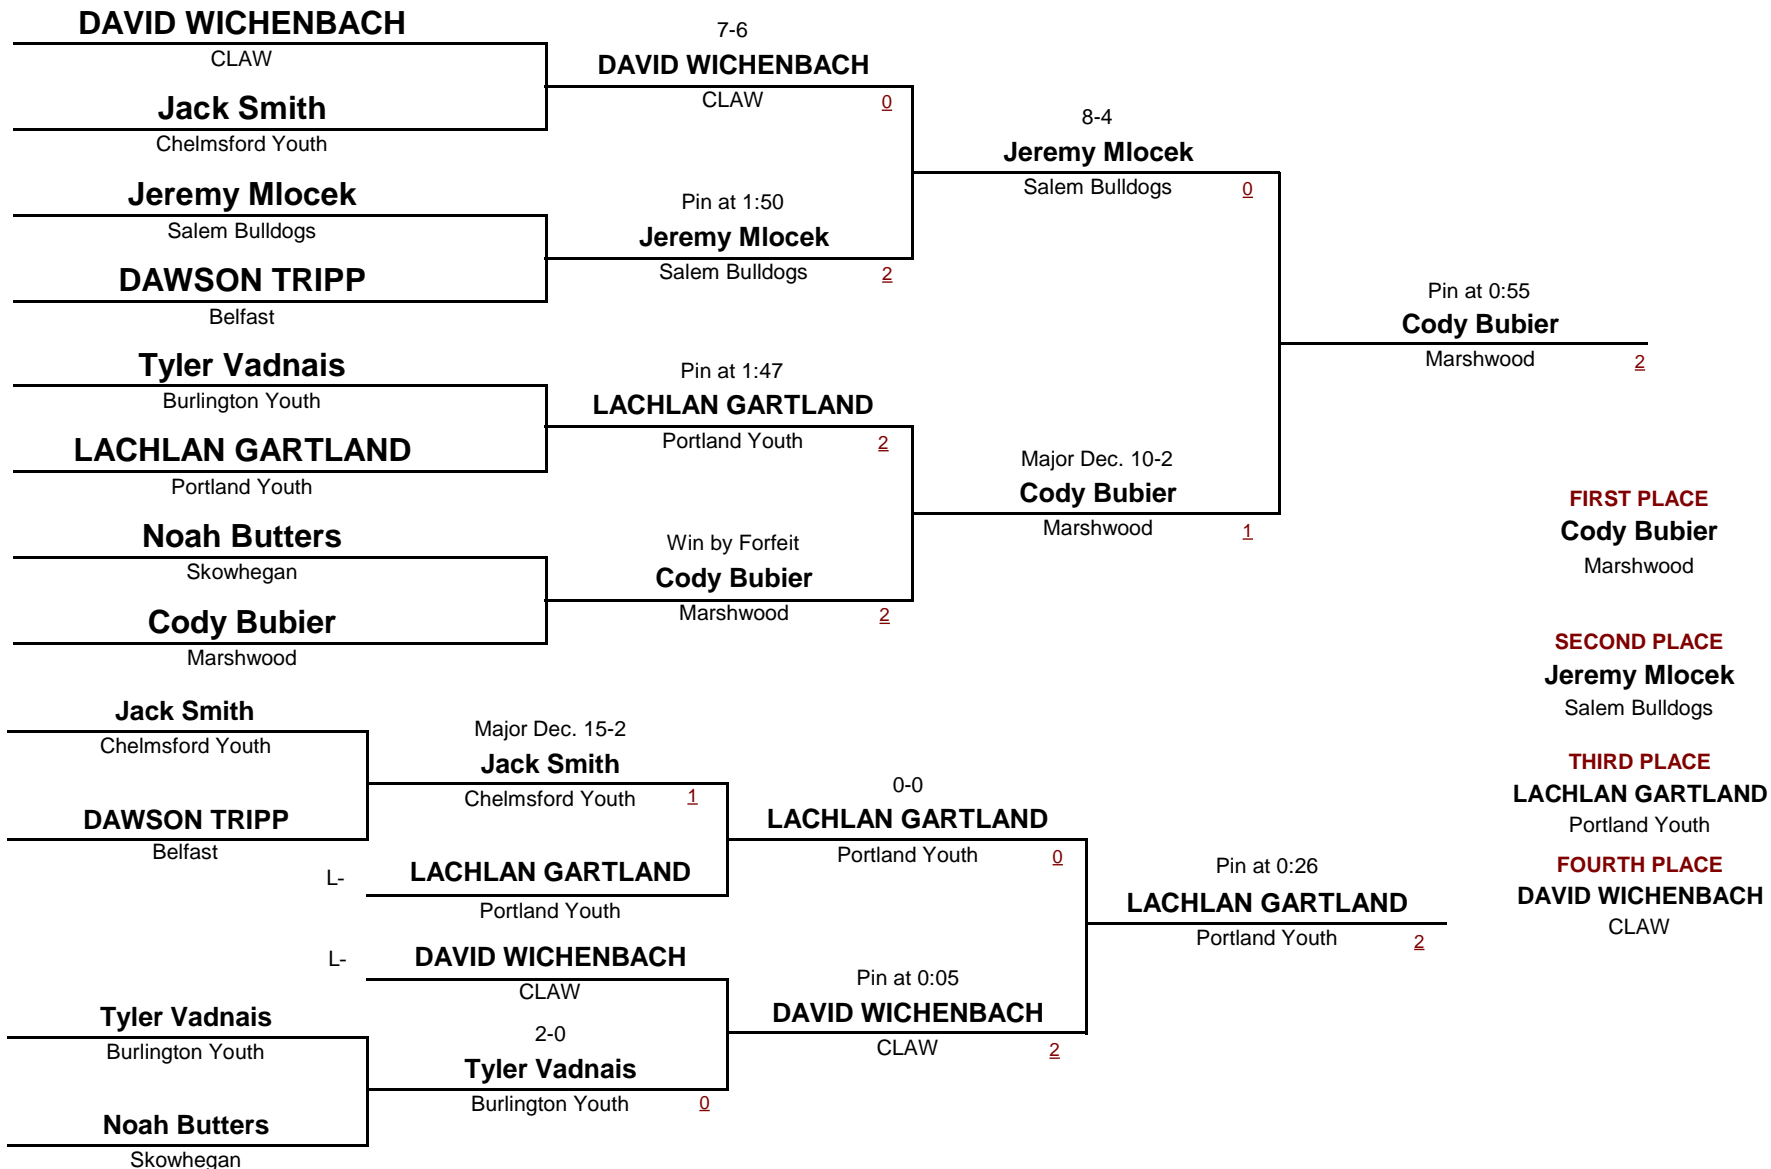 DAVID WICHENBACH
CLAW
Jack Smith
Chelmsford Youth
Jeremy Mlocek
Salem Bulldogs
DAWSON TRIPP
Belfast
Tyler Vadnais
Burlington Youth
LACHLAN GARTLAND
Portland Youth
Noah Butters
Skowhegan
Cody Bubier
Marshwood
7-6
DAVID WICHENBACH
CLAW 0
Pin at 1:50
Jeremy Mlocek
Salem Bulldogs 2
Pin at 1:47
LACHLAN GARTLAND
Portland Youth 2
Win by Forfeit
Cody Bubier
Marshwood 2
8-4
Jeremy Mlocek
Salem Bulldogs 0
Major Dec. 10-2
Cody Bubier
Marshwood 1
Pin at 0:55
Cody Bubier
Marshwood 2
Jack Smith
Chelmsford Youth
DAWSON TRIPP
Belfast
Tyler Vadnais
Burlington Youth
Noah Butters
Skowhegan
Major Dec. 15-2
Jack Smith
Chelmsford Youth 1
L- LACHLAN GARTLAND
Portland Youth
L- DAVID WICHENBACH
CLAW
2-0
Tyler Vadnais
Burlington Youth 0
0-0
LACHLAN GARTLAND
Portland Youth 0
Pin at 0:05
DAVID WICHENBACH
CLAW 2
Pin at 0:26
LACHLAN GARTLAND
Portland Youth 2
FIRST PLACE
Cody Bubier
Marshwood
SECOND PLACE
Jeremy Mlocek
Salem Bulldogs
THIRD PLACE
LACHLAN GARTLAND
Portland Youth
FOURTH PLACE
DAVID WICHENBACH
CLAW